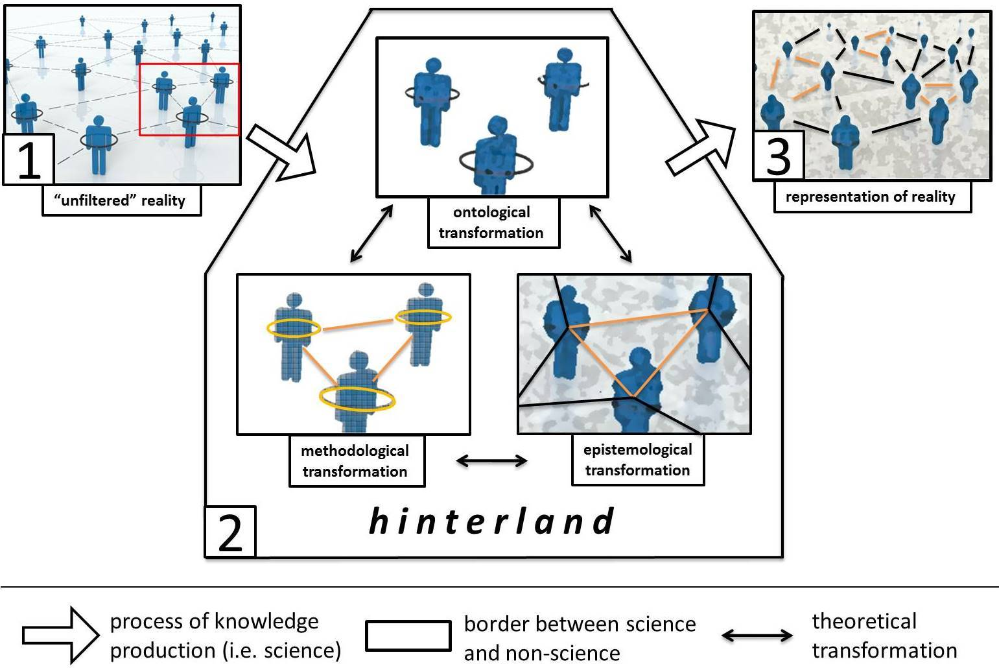 1
“unfiltered” reality
ontological
transformation
3
representation of reality
methodological
transformation
epistemological
transformation
2
hinterland
process of knowledge
production (i.e. science)
border between science
and non-science
theoretical
transformation